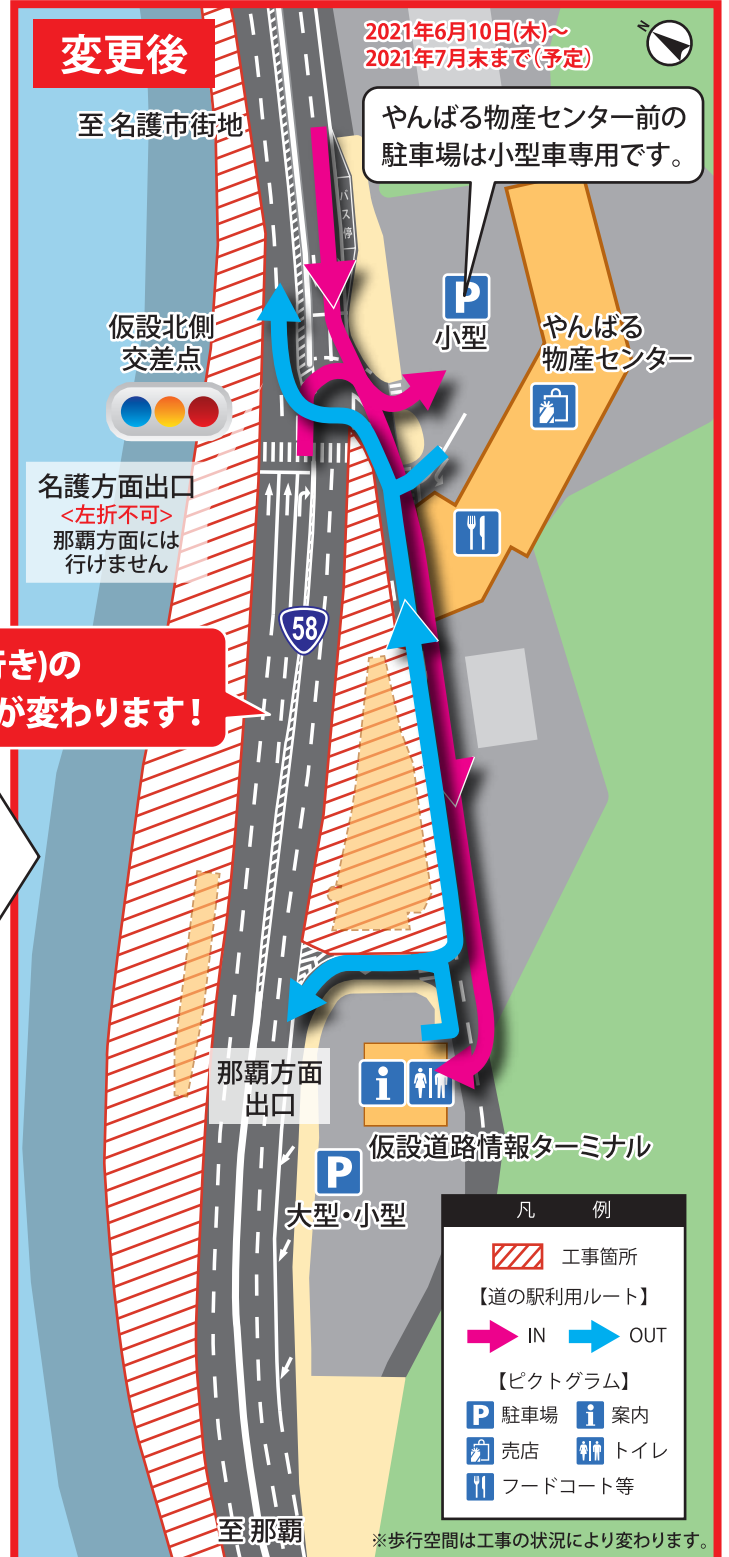 変更後
2021年6月10日(木)～
2021年7月末まで(予定)
N
至 名護市街地
やんばる物産センター前の
駐車場は小型車専用です。
バス停
P
小型
やんばる
物産センター
仮設北側
交差点
名護方面出口
<左折不可>
那覇方面には
行けません
58
行き)の
が変わります！
那覇方面
出口
i
仮設道路情報ターミナル
P
大型・小型
凡 例
工事箇所
【道の駅利用ルート】
IN OUT
【ピクトグラム】
P 駐車場 i 案内
売店 トイレ
フードコート等
至 那覇
※歩行空間は工事の状況により変わります。